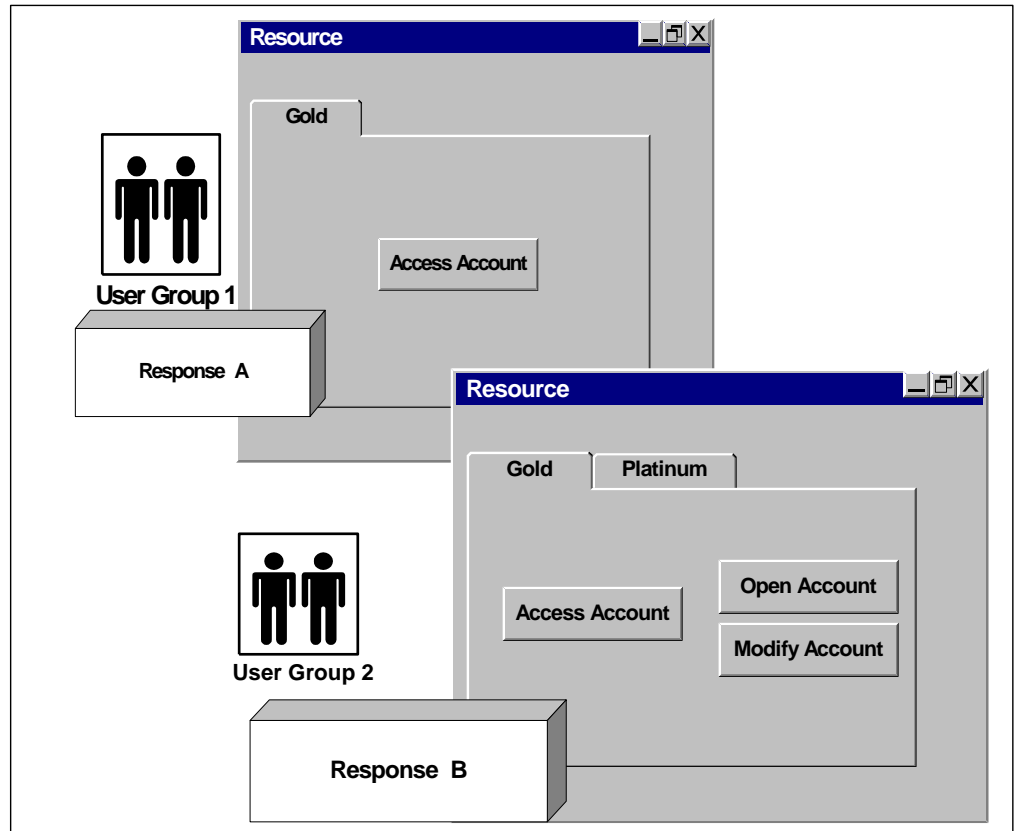 Resource
Gold
Access Account
User Group 1
Response A
Resource
Gold Platinum
Access Account
Open Account
Modify Account
User Group 2
Response B